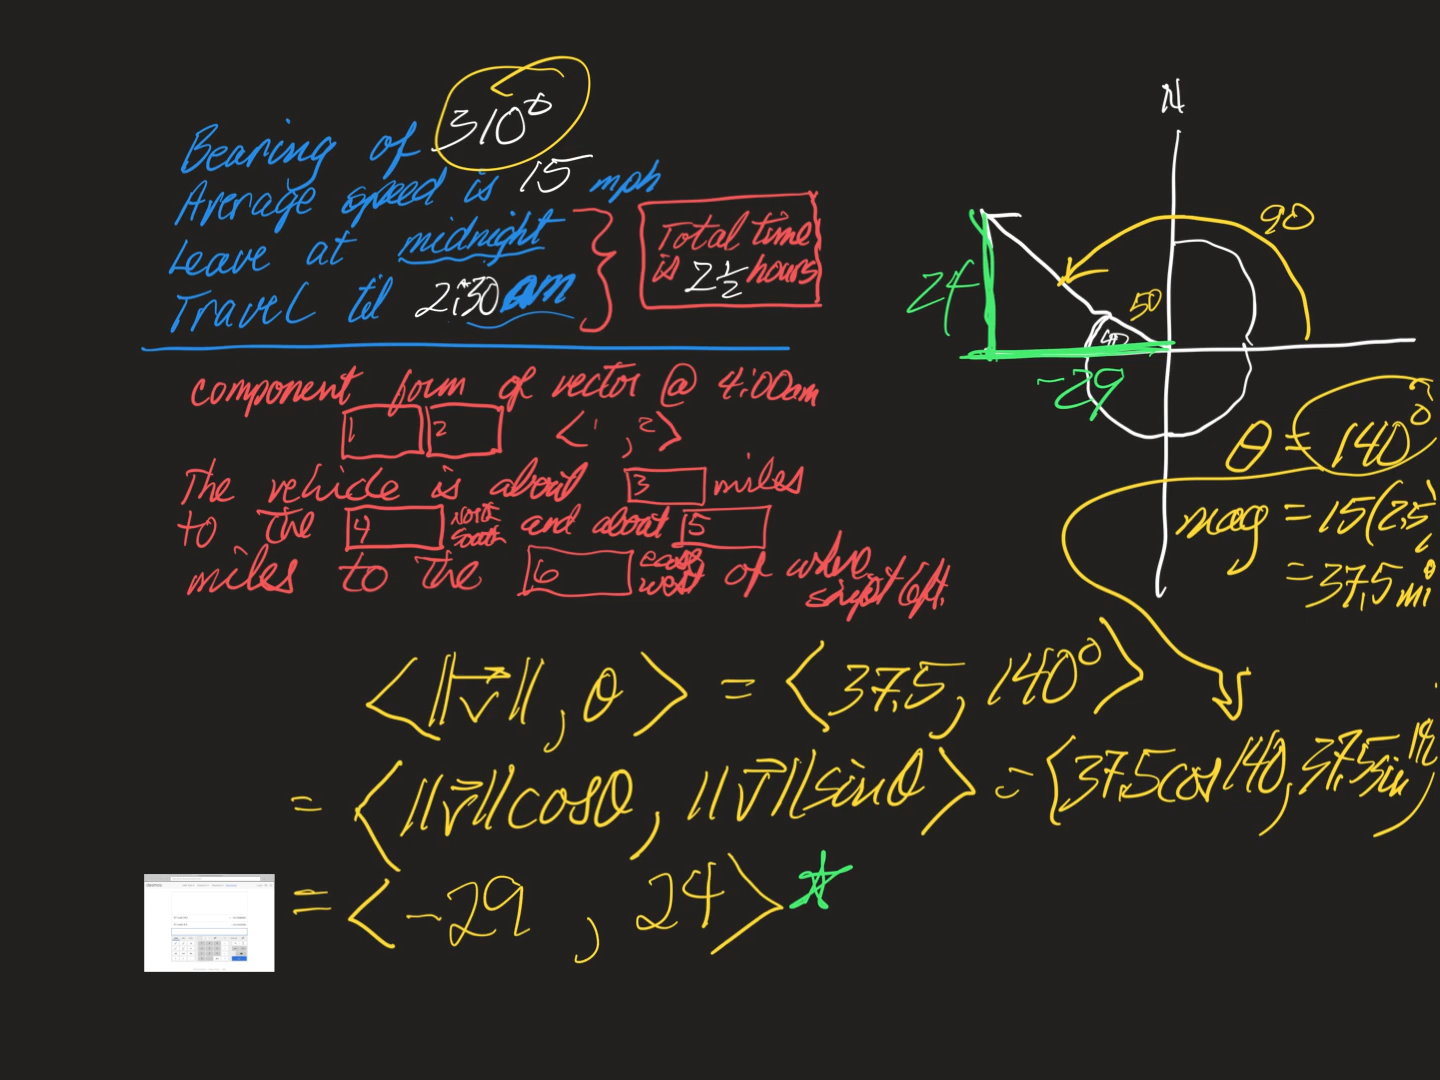 Bearing of 310°
Average speed is 15 mph
Leave at midnight
Travel til 2:30 am
Total time
is 2 1/2 hours
component form of vector @ 4:00am
1 2 <1, 2>
The vehicle is about 3 miles
to the 4 north south and about 5
miles to the 6 west of where left.
N
90
50
40
24
-29
θ = 140°
mag = 15(2.5)
= 37.5 mi
<||v||, θ> = <37.5, 140°>
= <||v||cosθ, ||v||sinθ> = <37.5cos140, 37.5sin
= <-29, 24>